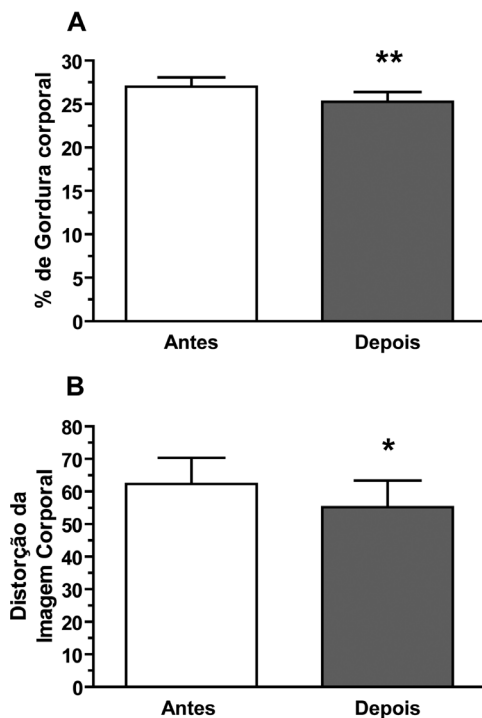 A
**
30
25
20
15
10
5
0
% de Gordura corporal
Antes
Depois
B
*
80
70
60
50
40
30
20
10
0
Distorção da
Imagem Corporal
Antes
Depois